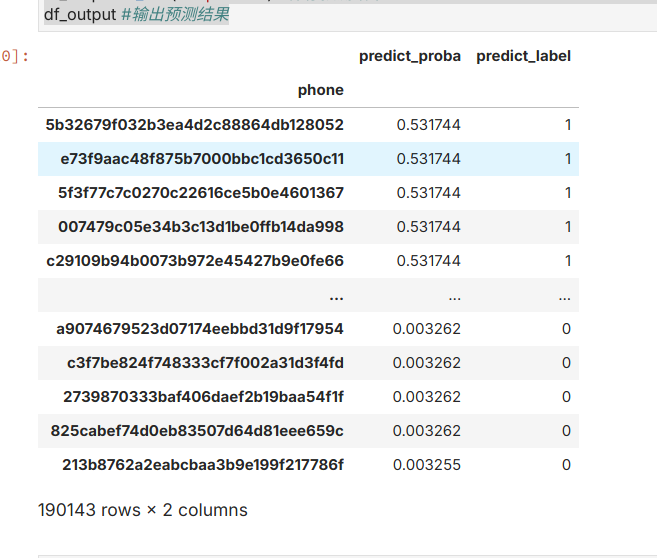 df_output #输出预测结果
0]:
predict_proba predict_label
phone
5b32679f032b3ea4d2c88864db128052 0.531744 1
e73f9aac48f875b7000bbc1cd3650c11 0.531744 1
5f3f77c7c0270c22616ce5b0e4601367 0.531744 1
007479c05e34b3c13d1be0ffb14da998 0.531744 1
c29109b94b0073b972e45427b9e0fe66 0.531744 1
... ... ...
a9074679523d07174eebbd31d9f17954 0.003262 0
c3f7be824f748333cf7f002a31d3f4fd 0.003262 0
2739870333baf406daef2b19baa54f1f 0.003262 0
825cabef74d0eb83507d64d81eee659c 0.003262 0
213b8762a2eabcbaa3b9e199f217786f 0.003255 0
190143 rows × 2 columns